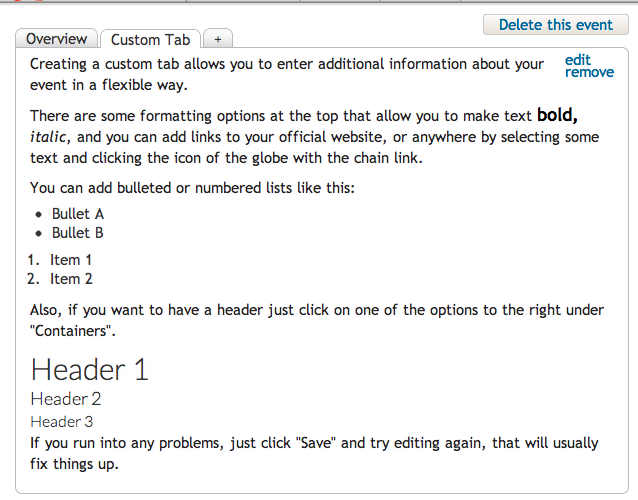 Delete this event
Overview
Custom Tab
+
Creating a custom tab allows you to enter additional information about your
event in a flexible way.
edit
remove
There are some formatting options at the top that allow you to make text bold,
italic, and you can add links to your official website, or anywhere by selecting some
text and clicking the icon of the globe with the chain link.
You can add bulleted or numbered lists like this:
• Bullet A
• Bullet B
1. Item 1
2. Item 2
Also, if you want to have a header just click on one of the options to the right under
"Containers".
Header 1
Header 2
Header 3
If you run into any problems, just click "Save" and try editing again, that will usually
fix things up.